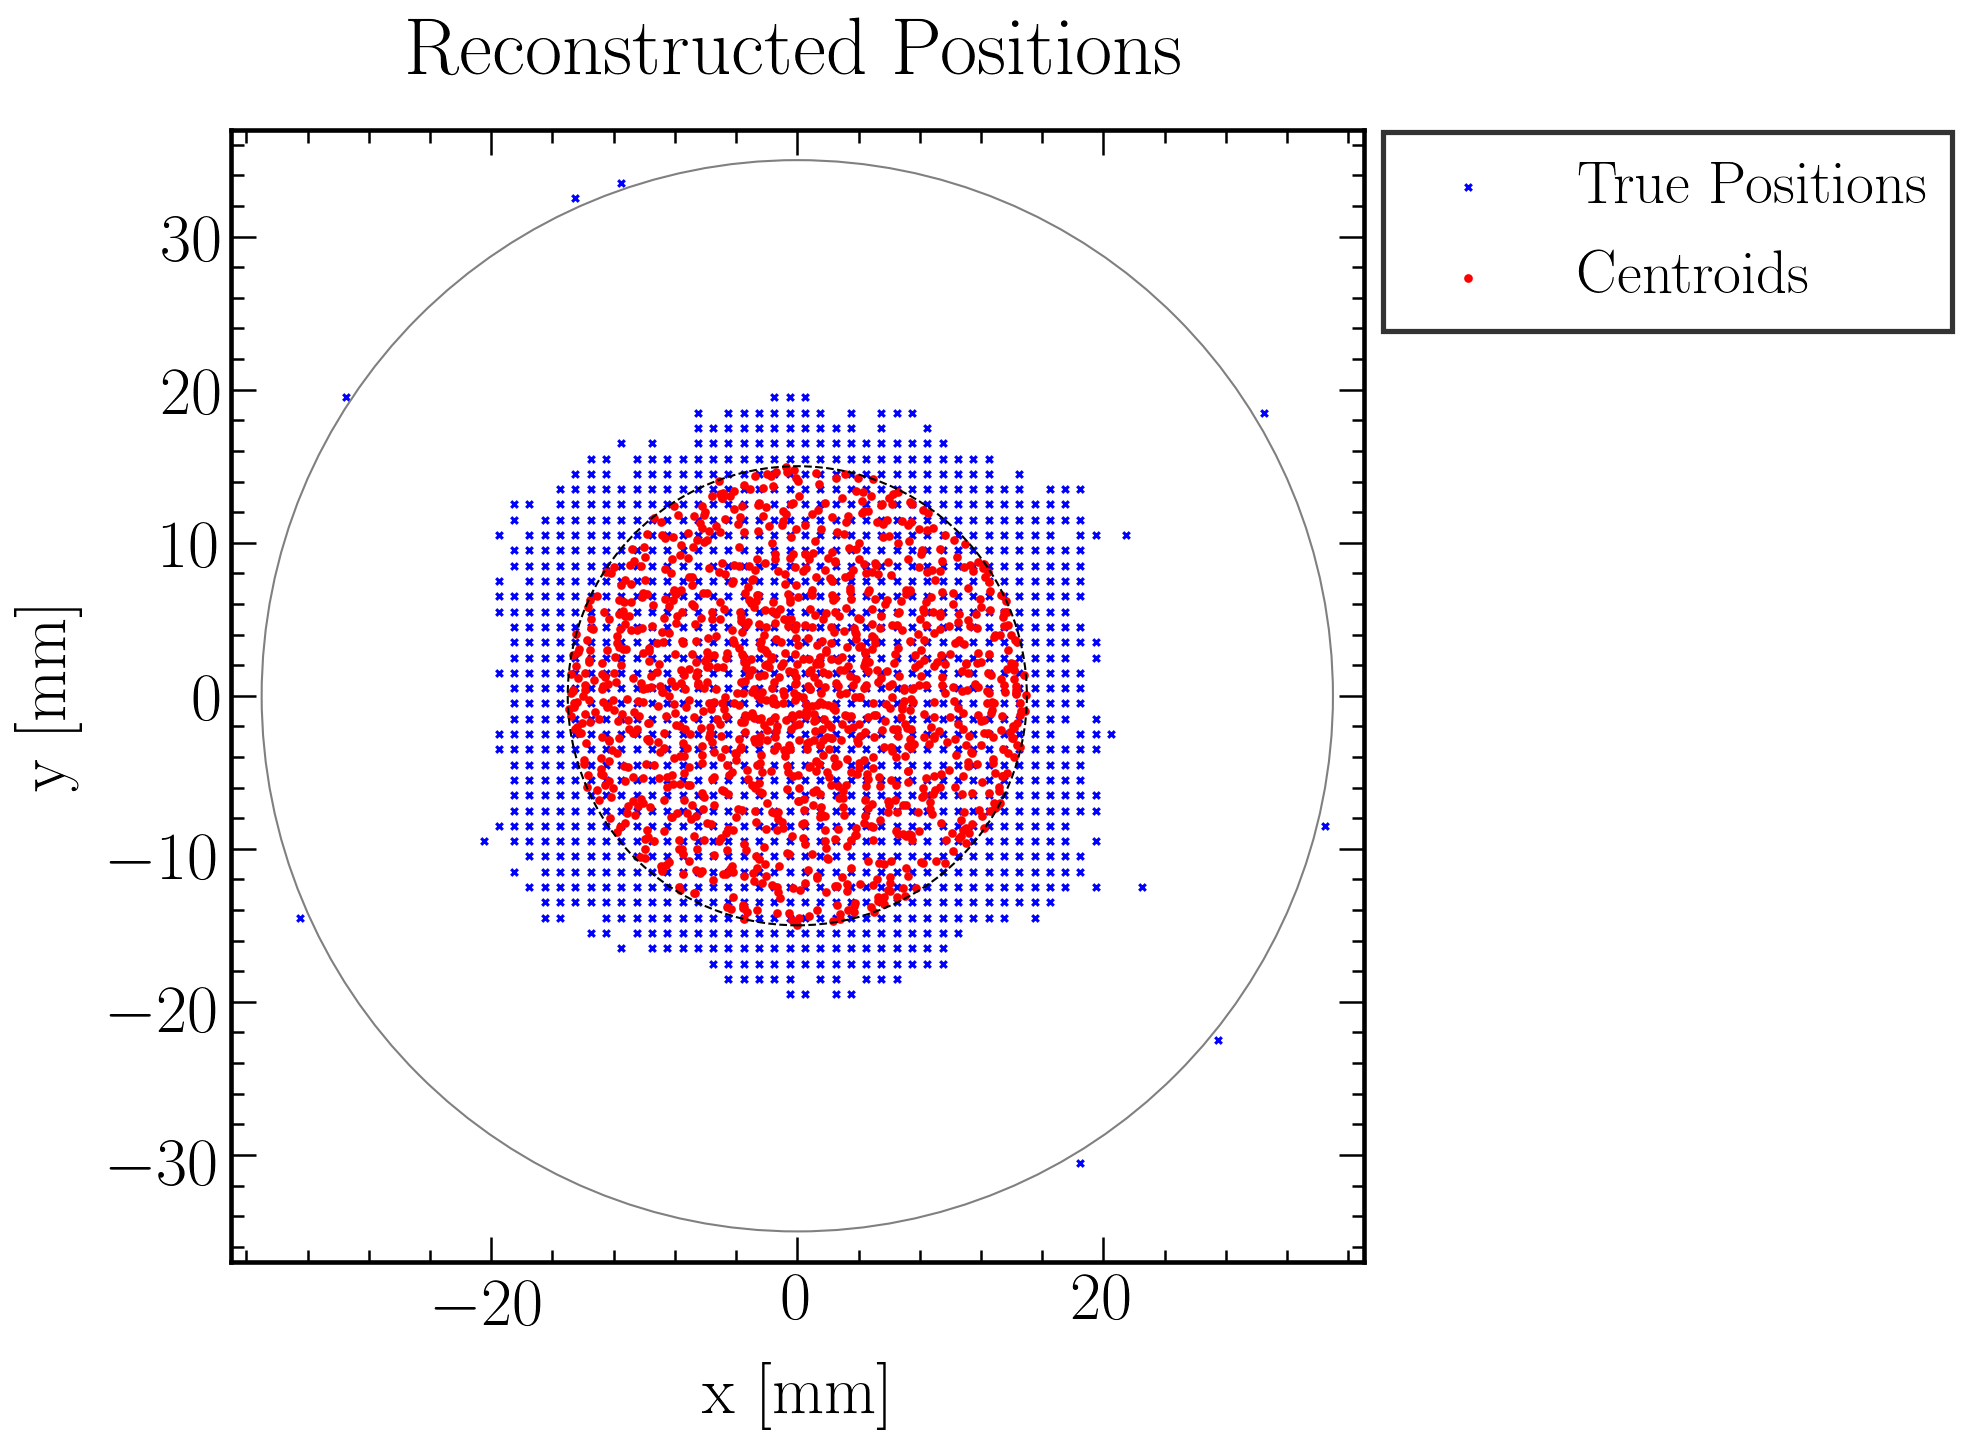 Reconstructed Positions
True Positions
Centroids
30
20
10
0
−10
−20
−30
y [mm]
−20 0 20
x [mm]